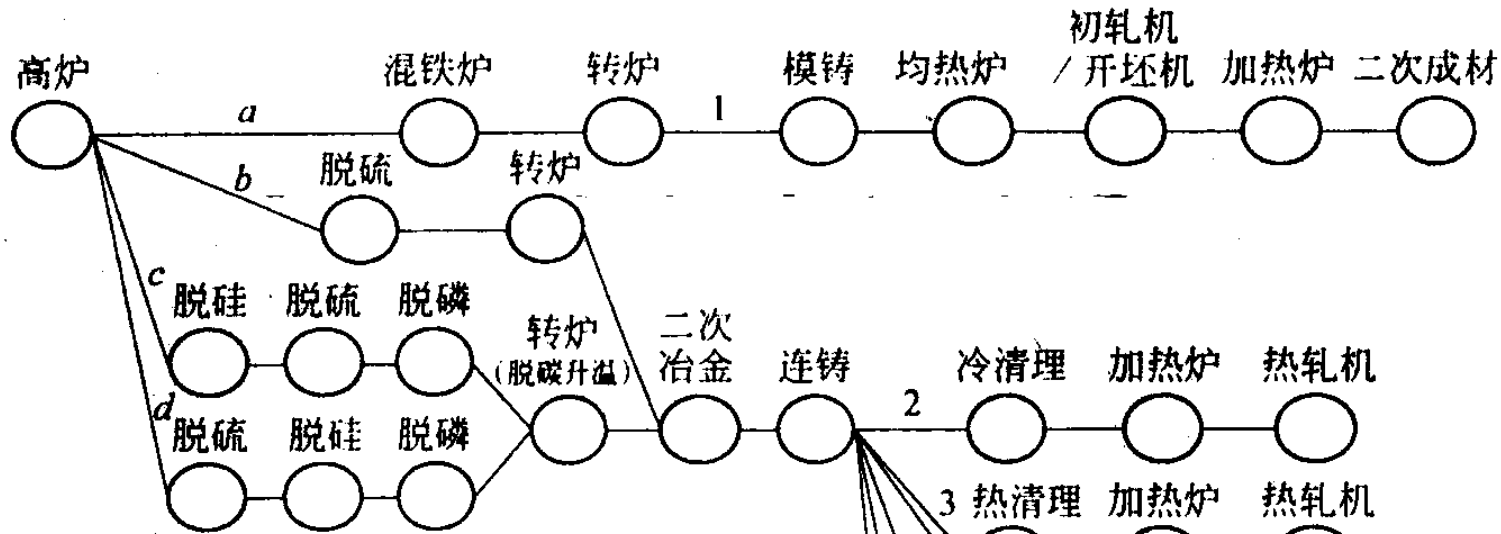 高炉
a
混铁炉
转炉
1
模铸
均热炉
初轧机
/开坯机
加热炉
二次成材
b
脱硫
转炉
c
脱硅
脱硫
脱磷
转炉
(脱碳升温)
二次
冶金
连铸
2
冷清理
加热炉
热轧机
d
脱硫
脱硅
脱磷
3
热清理
加热炉
热轧机